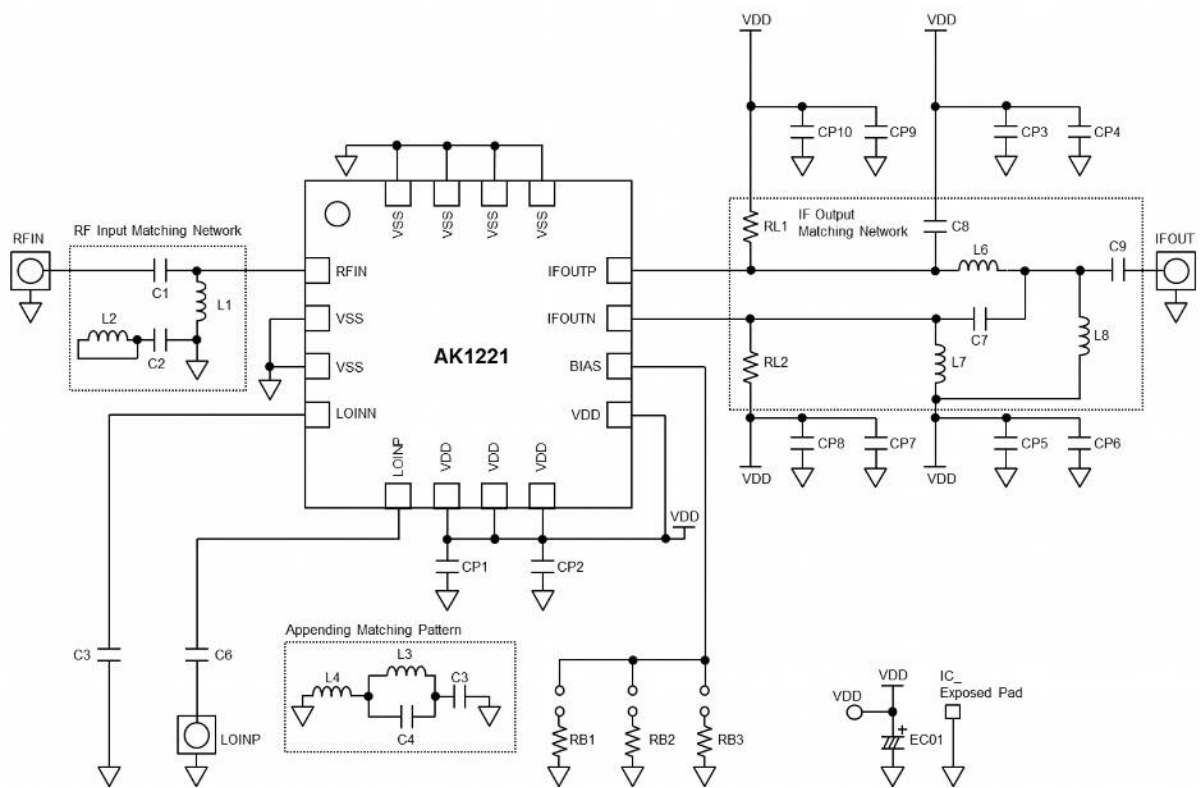 VDD
VDD
CP10
CP9
CP3
CP4
VSS
VSS
VSS
VSS
RF Input Matching Network
IF Output
Matching Network
RFIN
C1
L1
L2
C2
RFIN
VSS
VSS
LOINN
AK1221
IFOUTP
IFOUTN
BIAS
VDD
LOINP
VDD
VDD
VDD
RL1
C8
L6
C9
IFOUT
C7
L8
RL2
L7
CP8
CP7
CP5
CP6
VDD
VDD
VDD
CP1
CP2
Appending Matching Pattern
C3
C6
L4
L3
C3
C4
LOINP
RB1
RB2
RB3
VDD
VDD
EC01
+
IC_
Exposed Pad